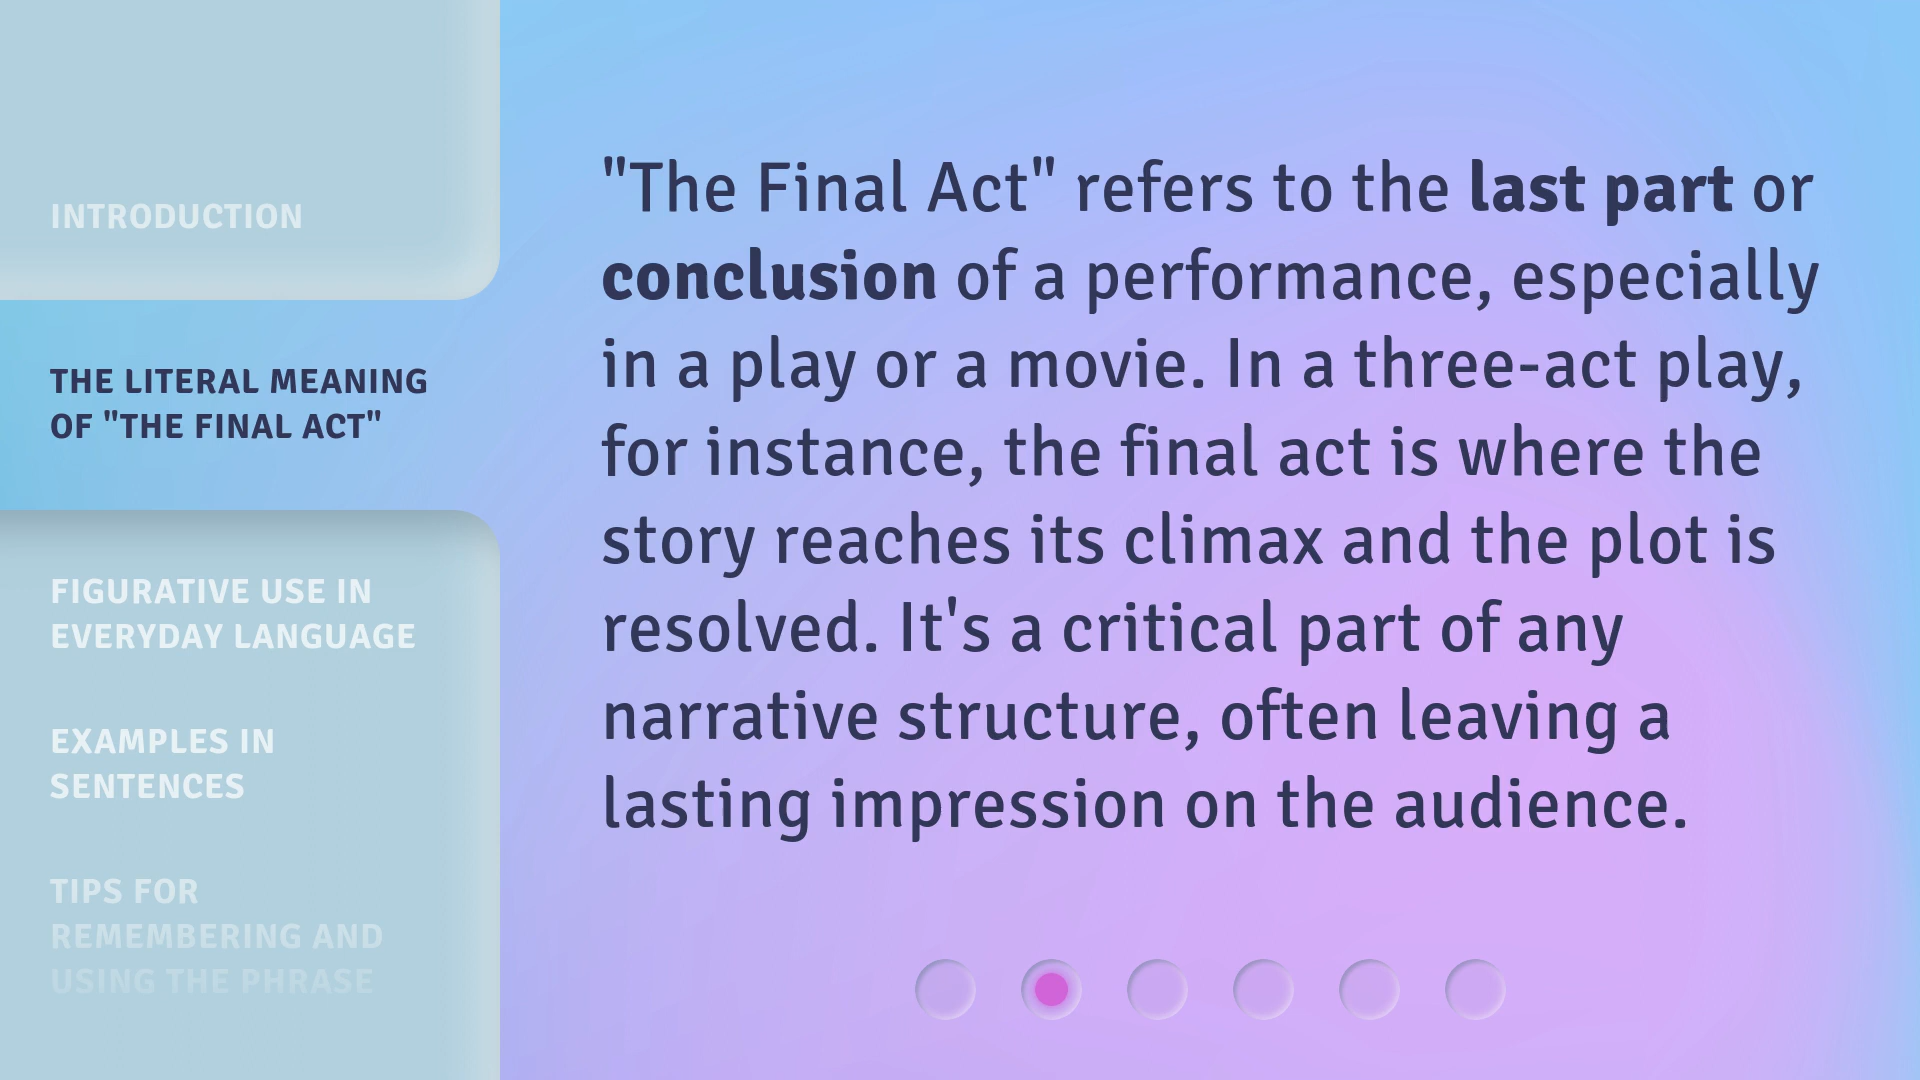 INTRODUCTION
THE LITERAL MEANING
OF "THE FINAL ACT"
FIGURATIVE USE IN
EVERYDAY LANGUAGE
EXAMPLES IN
SENTENCES
TIPS FOR
REMEMBERING AND
USING THE PHRASE
"The Final Act" refers to the last part or
conclusion of a performance, especially
in a play or a movie. In a three-act play,
for instance, the final act is where the
story reaches its climax and the plot is
resolved. It's a critical part of any
narrative structure, often leaving a
lasting impression on the audience.